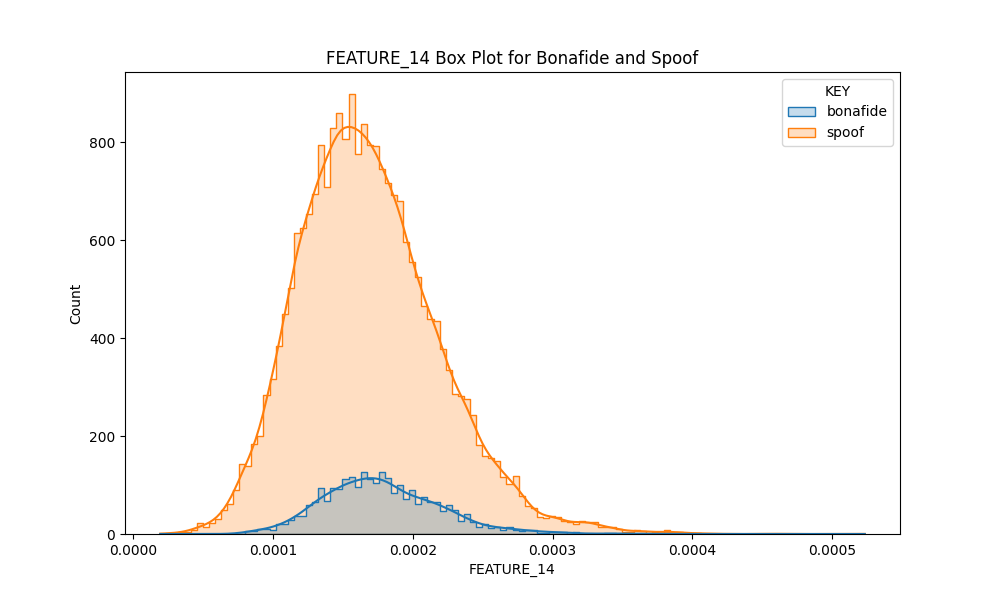 FEATURE_14 Box Plot for Bonafide and Spoof
KEY
bonafide
spoof
800
600
400
200
0
Count
0.0000 0.0001 0.0002 0.0003 0.0004 0.0005
FEATURE_14